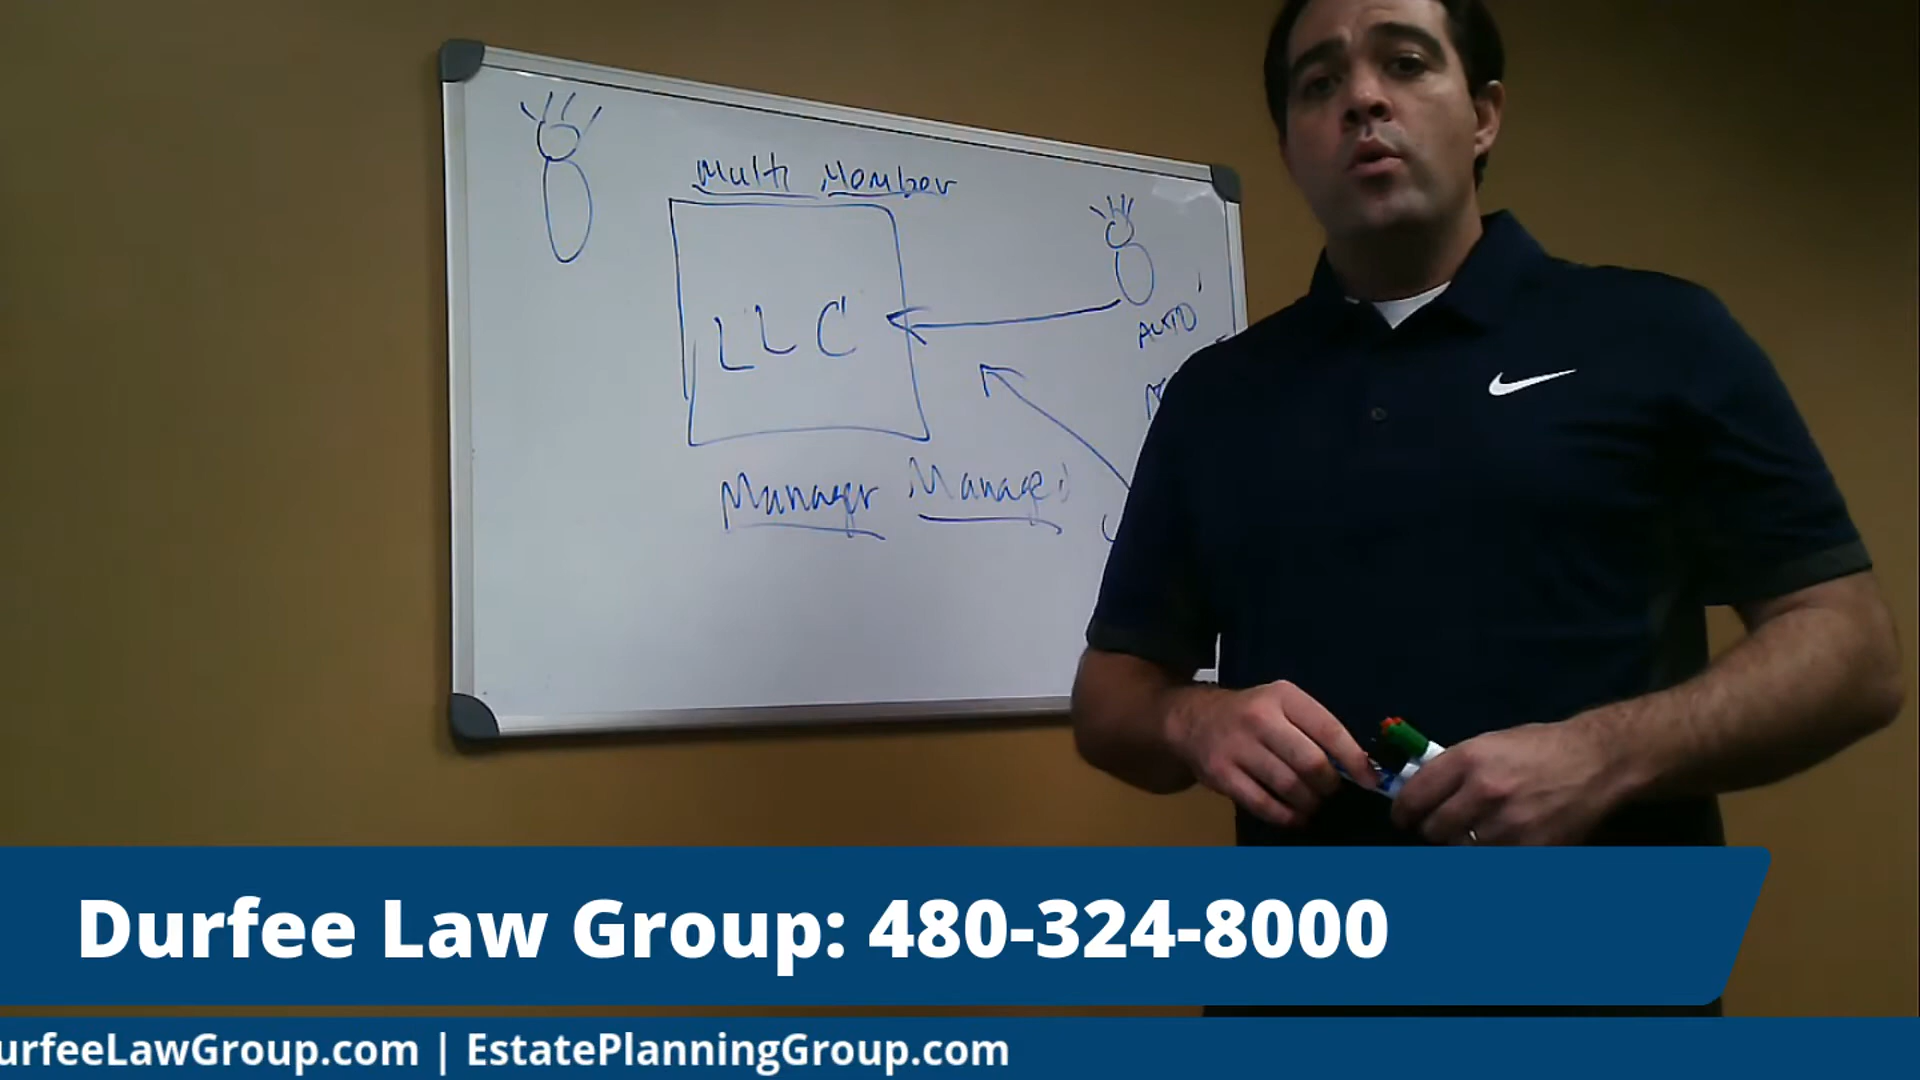 Multi Member
LLC
AUTO
Manager Managed
Durfee Law Group: 480-324-8000
urfeeLawGroup.com | EstatePlanningGroup.com